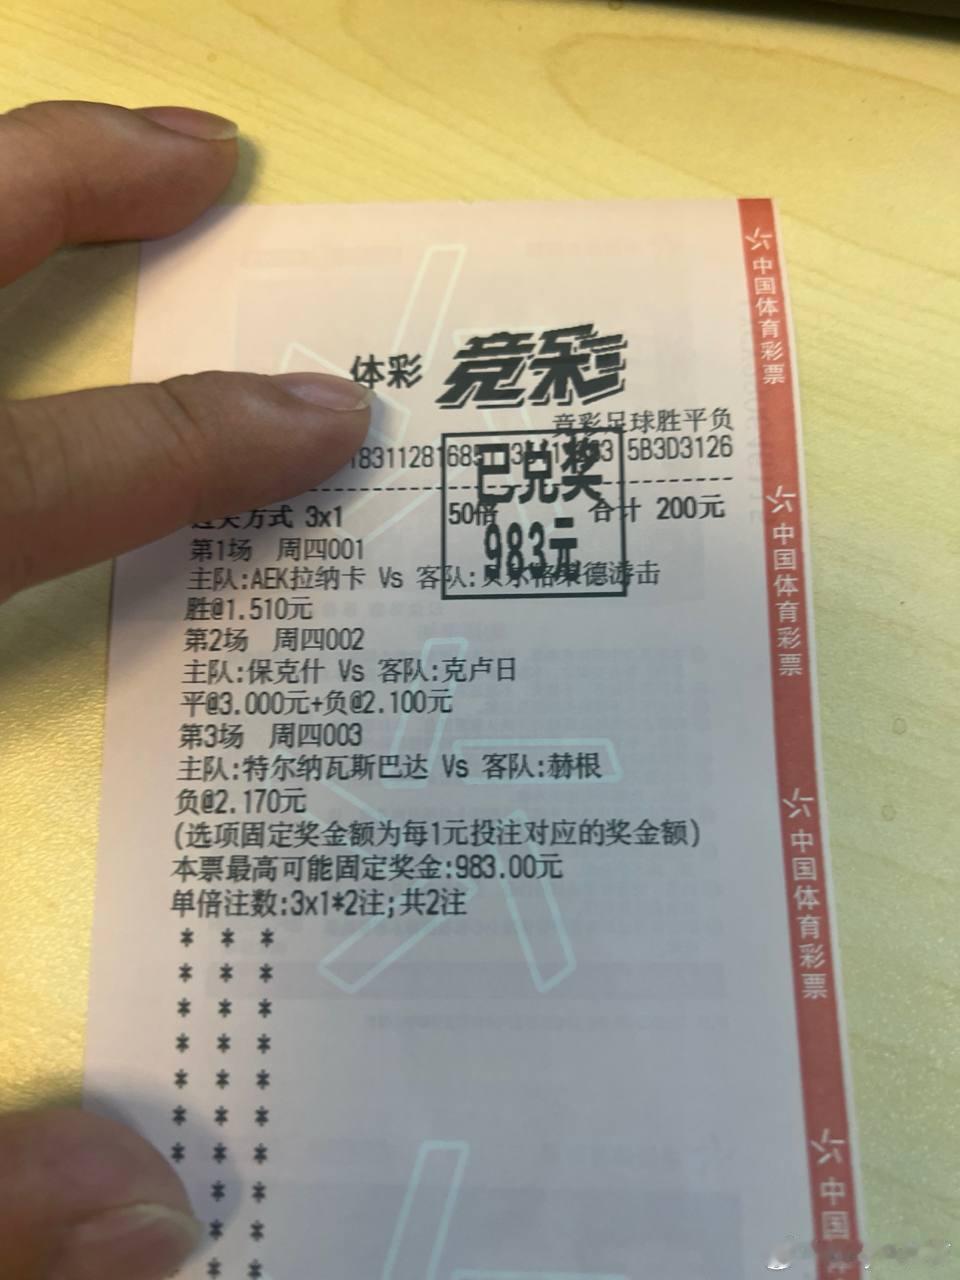 体彩 竞彩
竞彩足球胜平负
5B3D3126
已兑奖
983元
过关方式 3x1 50倍 合计 200元
第1场 周四001
主队:AEK拉纳卡 Vs 客队:贝尔格莱德游击
胜@1.510元
第2场 周四002
主队:保克什 Vs 客队:克卢日
平@3.000元+负@2.100元
第3场 周四003
主队:特尔纳瓦斯巴达 Vs 客队:赫根
负@2.170元
(选项固定奖金额为每1元投注对应的奖金额)
本票最高可能固定奖金:983.00元
单倍注数:3x1*2注;共2注
* * *
* * *
* * *
* * *
* * *
* * *
* * *
* *
* *
* *
中国体育彩票
中国体育彩票
中国体育彩票
中国